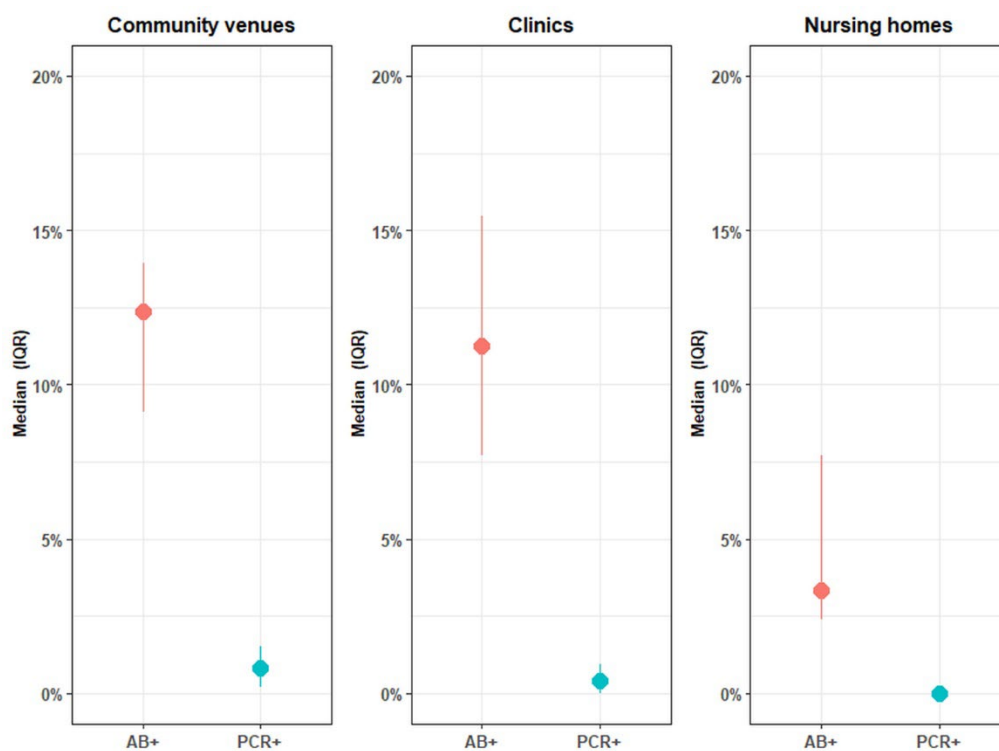 Community venues
Median (IQR)
20%
15%
10%
5%
0%
AB+ PCR+
Clinics
Median (IQR)
20%
15%
10%
5%
0%
AB+ PCR+
Nursing homes
Median (IQR)
20%
15%
10%
5%
0%
AB+ PCR+